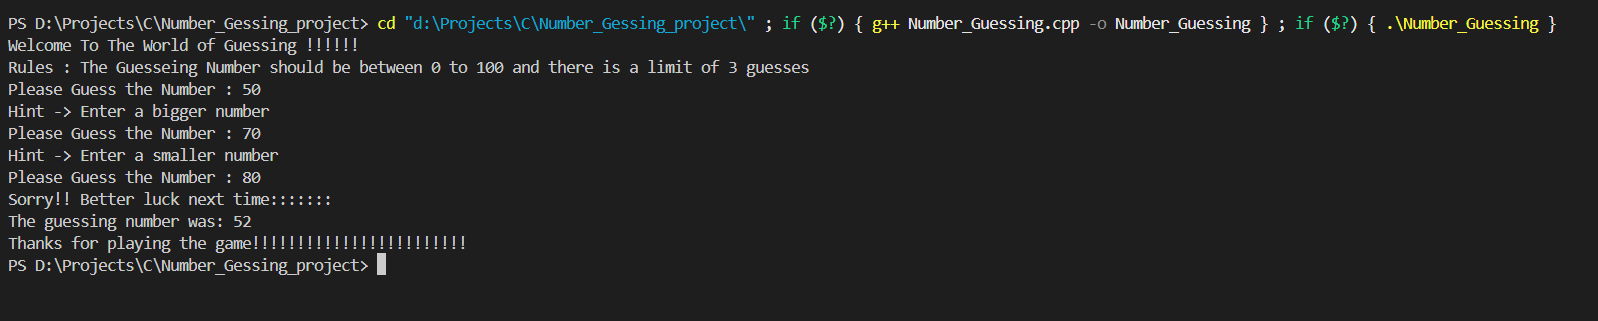 PS D:\Projects\C\Number_Gessing_project> cd "d:\Projects\C\Number_Gessing_project\" ; if ($?) { g++ Number_Guessing.cpp -o Number_Guessing } ; if ($?) { .\Number_Guessing }
Welcome To The World of Guessing !!!!!!
Rules : The Guesseing Number should be between 0 to 100 and there is a limit of 3 guesses
Please Guess the Number : 50
Hint -> Enter a bigger number
Please Guess the Number : 70
Hint -> Enter a smaller number
Please Guess the Number : 80
Sorry!! Better luck next time:::::::
The guessing number was: 52
Thanks for playing the game!!!!!!!!!!!!!!!!!!!!!!!!
PS D:\Projects\C\Number_Gessing_project>